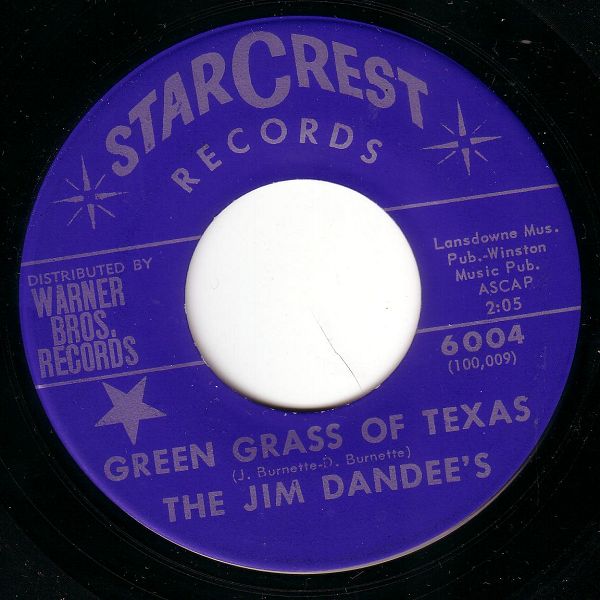 STARCREST
RECORDS
Lansdowne Mus.
Pub.-Winston
Music Pub.
ASCAP
2:05
DISTRIBUTED BY
WARNER
BROS.
RECORDS
6004
(100,009)
GREEN GRASS OF TEXAS
(J. Burnette-D. Burnette)
THE JIM DANDEE'S